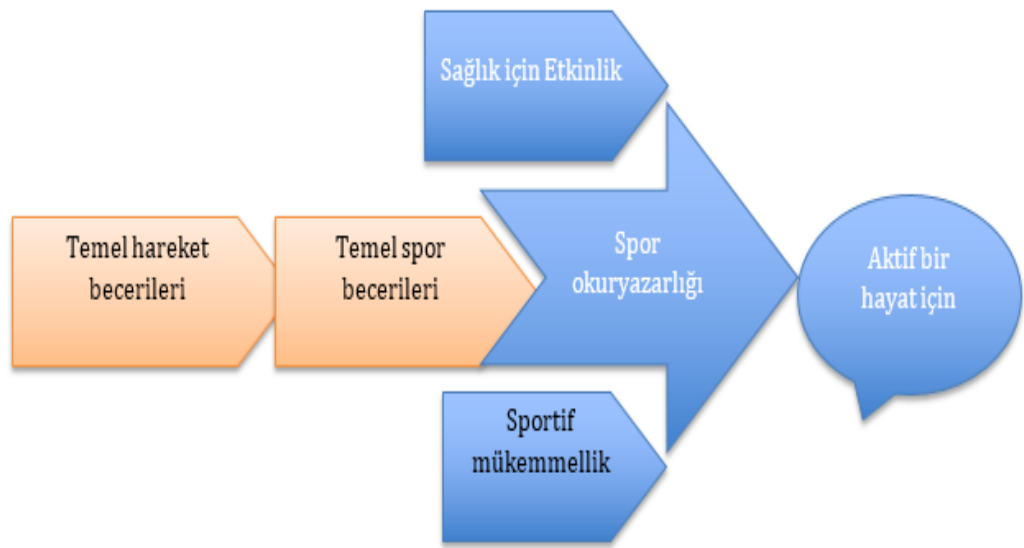 Sağlık için Etkinlik
Temel hareket
becerileri
Temel spor
becerileri
Spor
okuryazarlığı
Aktif bir
hayat için
Sportif
mükemmellik